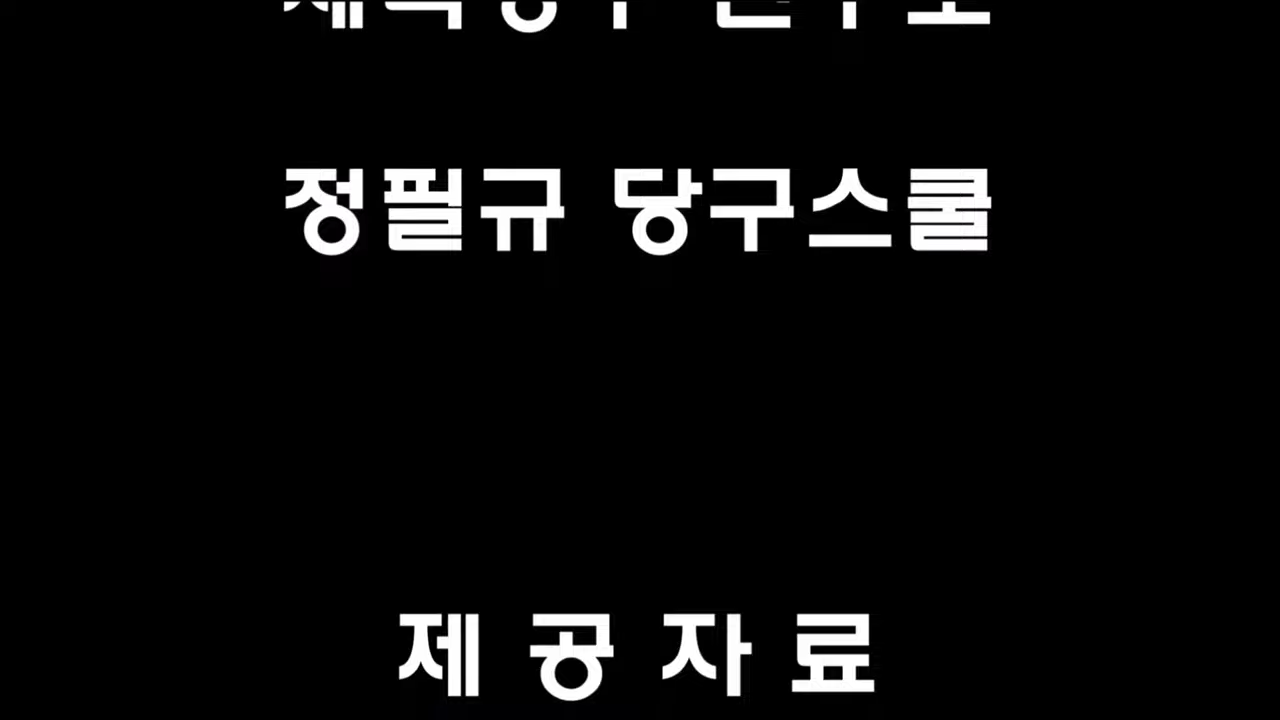 정필규 당구스쿨
제 공 자 료